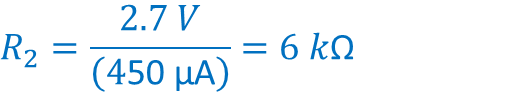 R₂ = 2.7 V / (450 μA) = 6 kΩ